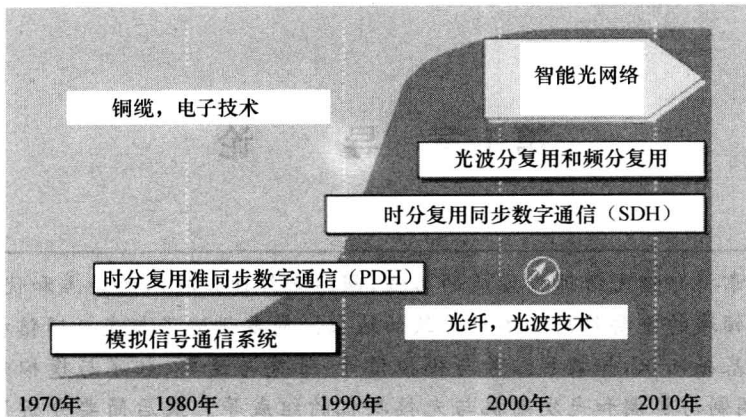 智能光网络
铜缆，电子技术
导 论
光波分复用和频分复用
时分复用同步数字通信（SDH）
时分复用准同步数字通信（PDH）
光纤，光波技术
模拟信号通信系统
1970年 1980年 1990年 2000年 2010年